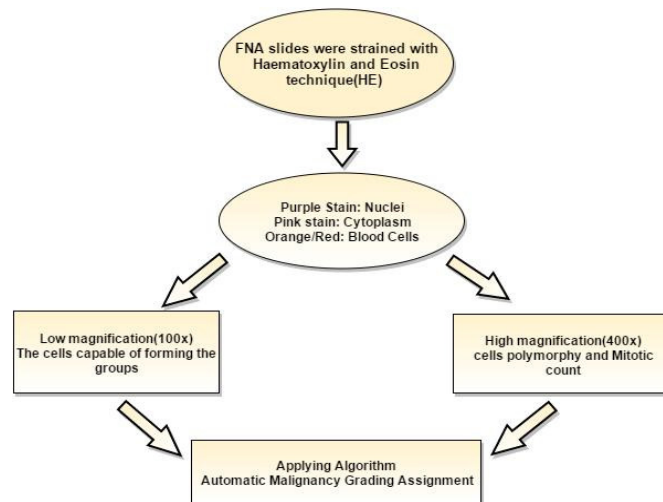 FNA slides were strained with
Haematoxylin and Eosin
technique(HE)
Purple Stain: Nuclei
Pink stain: Cytoplasm
Orange/Red: Blood Cells
Low magnification(100x)
The cells capable of forming the
groups
High magnification(400x)
cells polymorphy and Mitotic
count
Applying Algorithm
Automatic Malignancy Grading Assignment